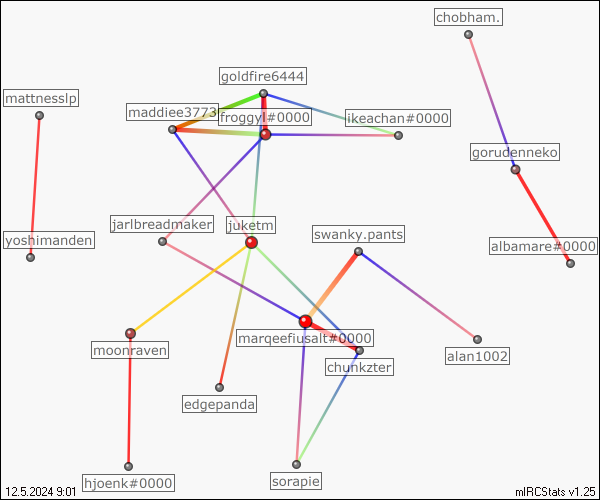 chobham.
goldfire6444
mattnesslp
maddiee3773
froggyl#0000
ikeachan#0000
gorudenneko
jarlbreadmaker
juketm
swanky.pants
yoshimanden
albamare#0000
marqeefiusalt#0000
moonraven
alan1002
chunkzter
edgepanda
hjoenk#0000
sorapie
12.5.2024 9:01
mIRCStats v1.25